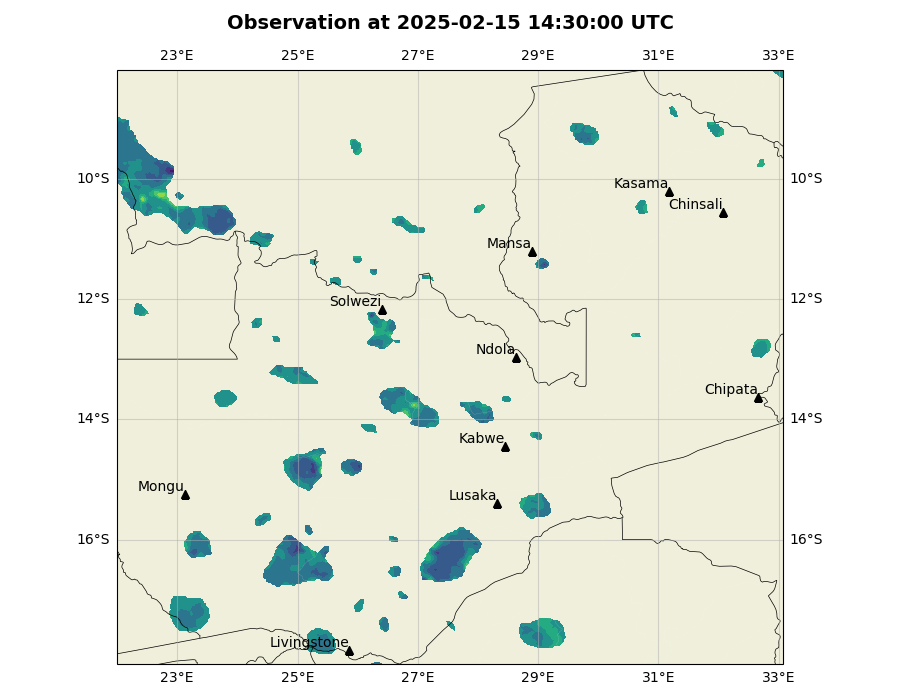 Observation at 2025-02-15 14:30:00 UTC
23°E 25°E 27°E 29°E 31°E 33°E
10°S 10°S
Kasama
Chinsali
Mansa
12°S 12°S
Solwezi
Ndola
Chipata
14°S 14°S
Kabwe
Mongu
Lusaka
16°S 16°S
Livingstone
23°E 25°E 27°E 29°E 31°E 33°E